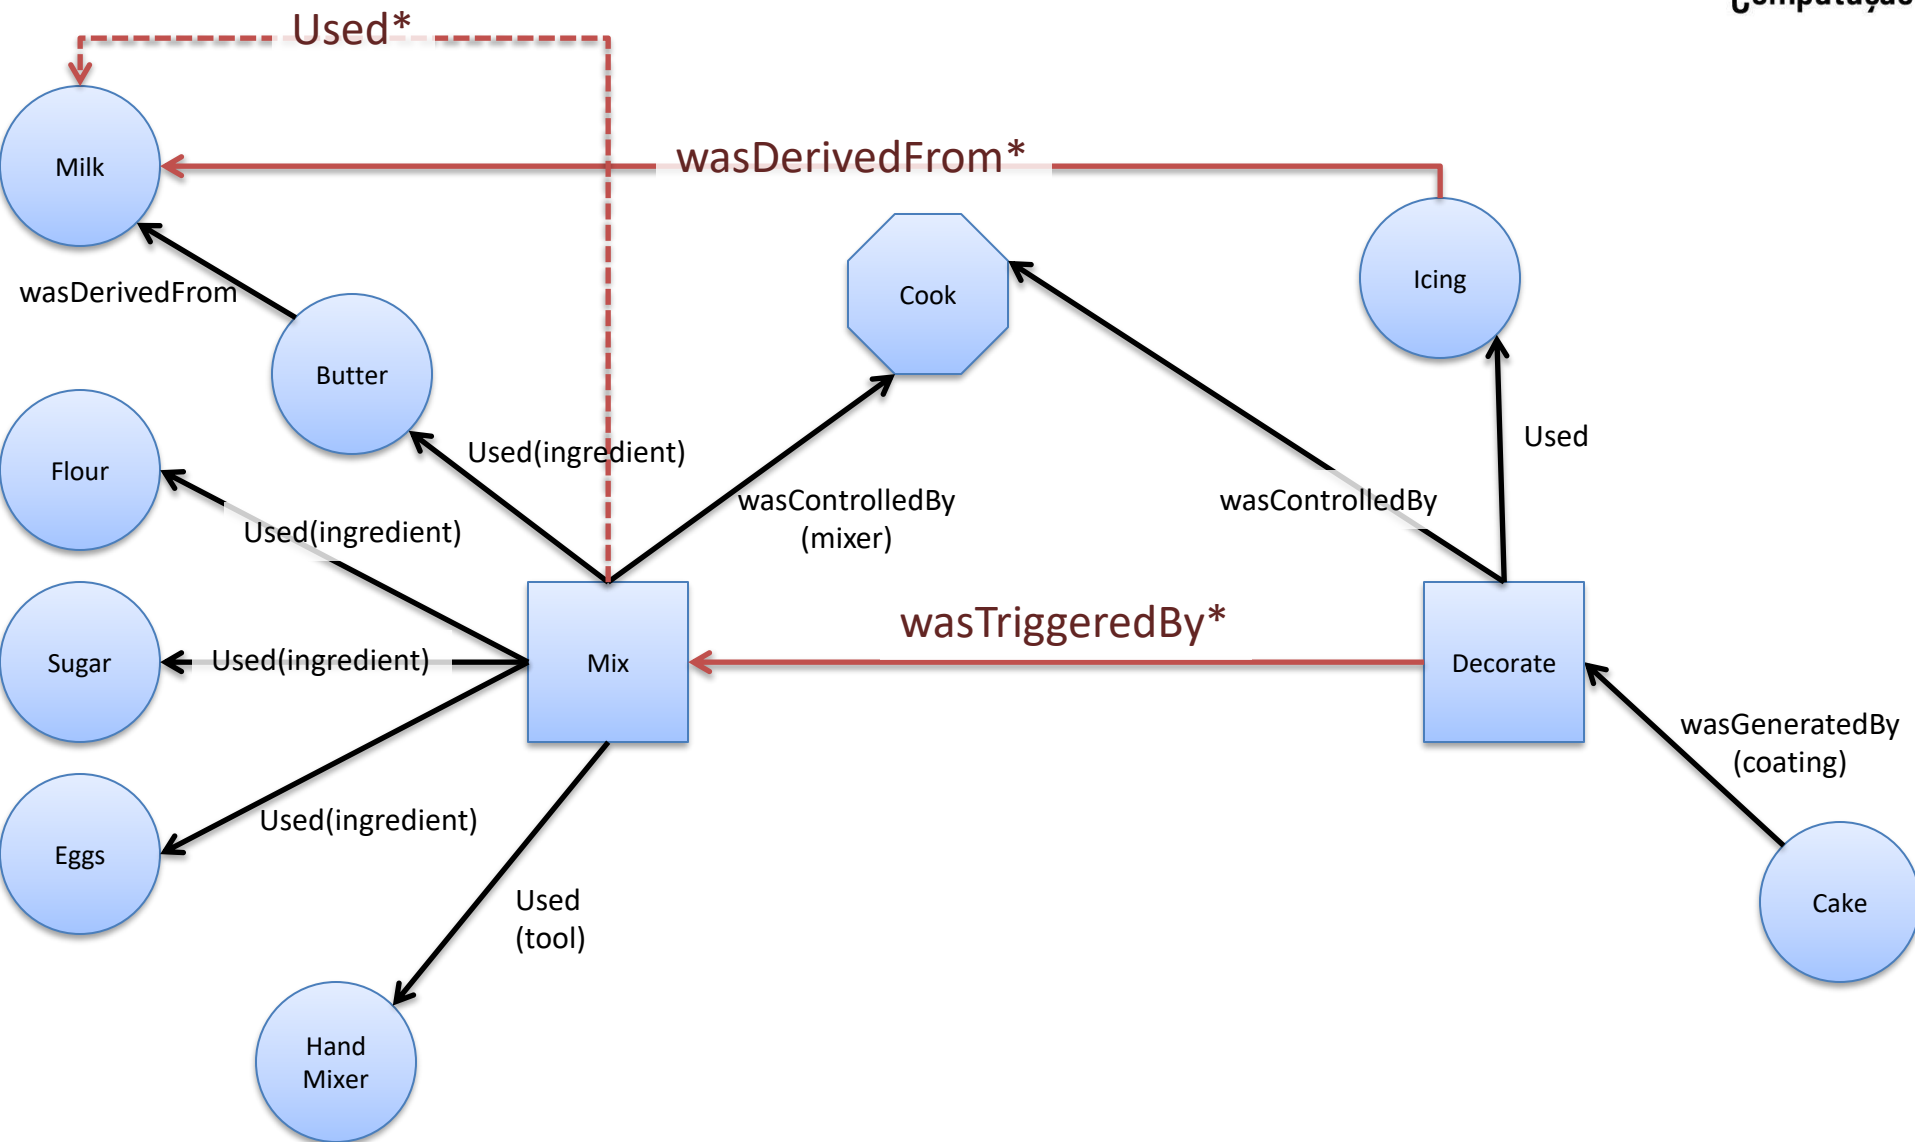 Computação
Used*
wasDerivedFrom*
Milk
Icing
Cook
wasDerivedFrom
Butter
Used
Used(ingredient)
Flour
wasControlledBy
(mixer)
wasControlledBy
Used(ingredient)
wasTriggeredBy*
Sugar
Used(ingredient)
Mix
Decorate
wasGeneratedBy
(coating)
Used(ingredient)
Eggs
Used
(tool)
Cake
Hand
Mixer